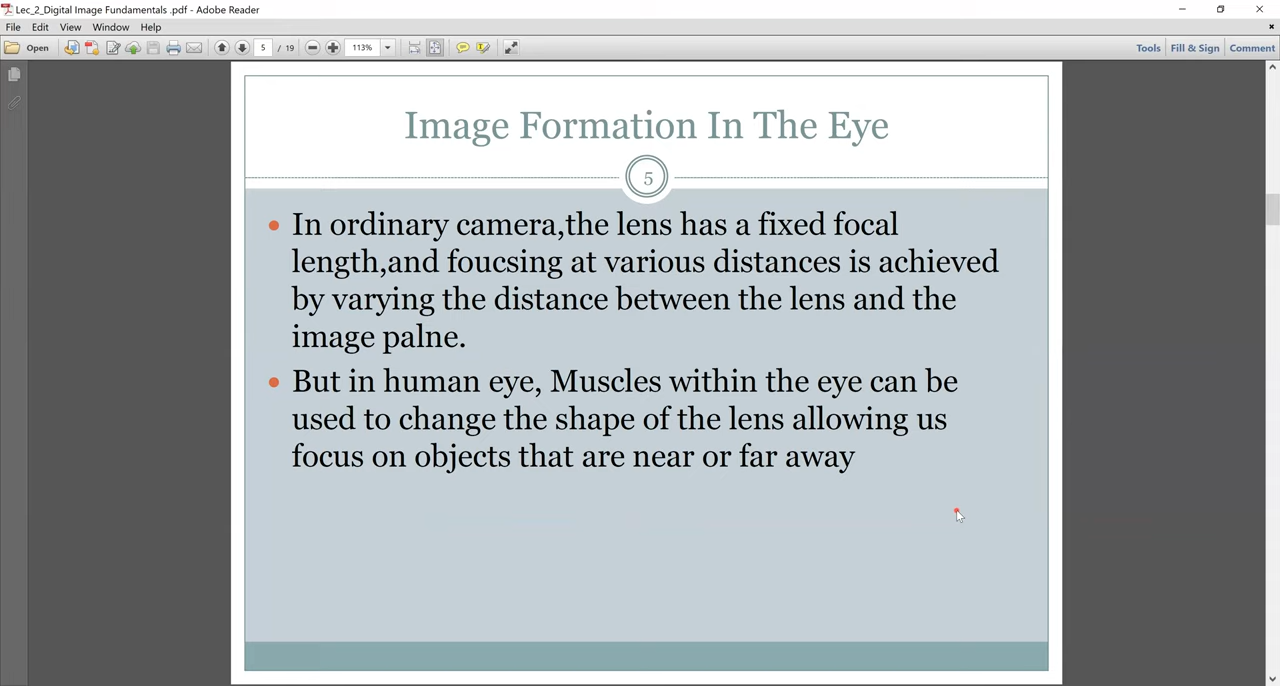 Lec_2_Digital Image Fundamentals .pdf - Adobe Reader
File Edit View Window Help
Open 5 / 19 113% Tools Fill & Sign Comment
Image Formation In The Eye
5
In ordinary camera,the lens has a fixed focal
length,and foucsing at various distances is achieved
by varying the distance between the lens and the
image palne.
But in human eye, Muscles within the eye can be
used to change the shape of the lens allowing us
focus on objects that are near or far away